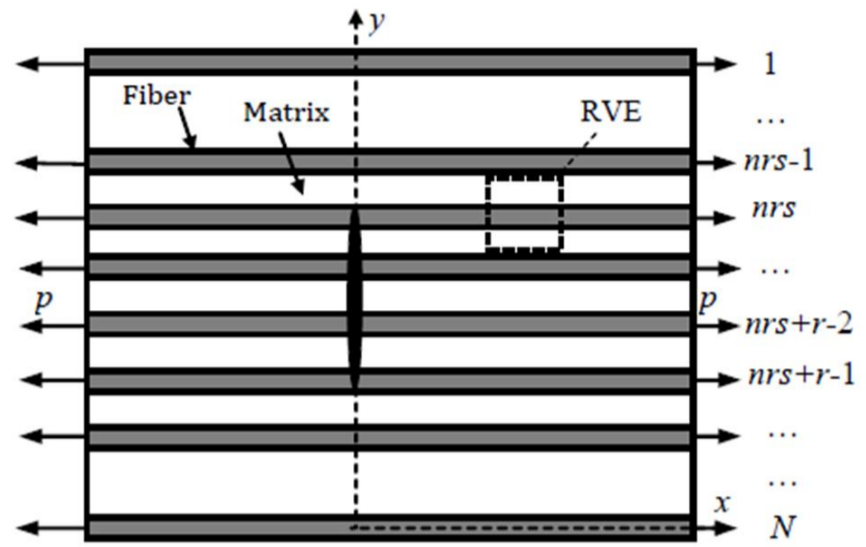 y
1
Fiber
Matrix
RVE
...
nrs-1
nrs
...
p
p
nrs+r-2
nrs+r-1
...
...
x
N